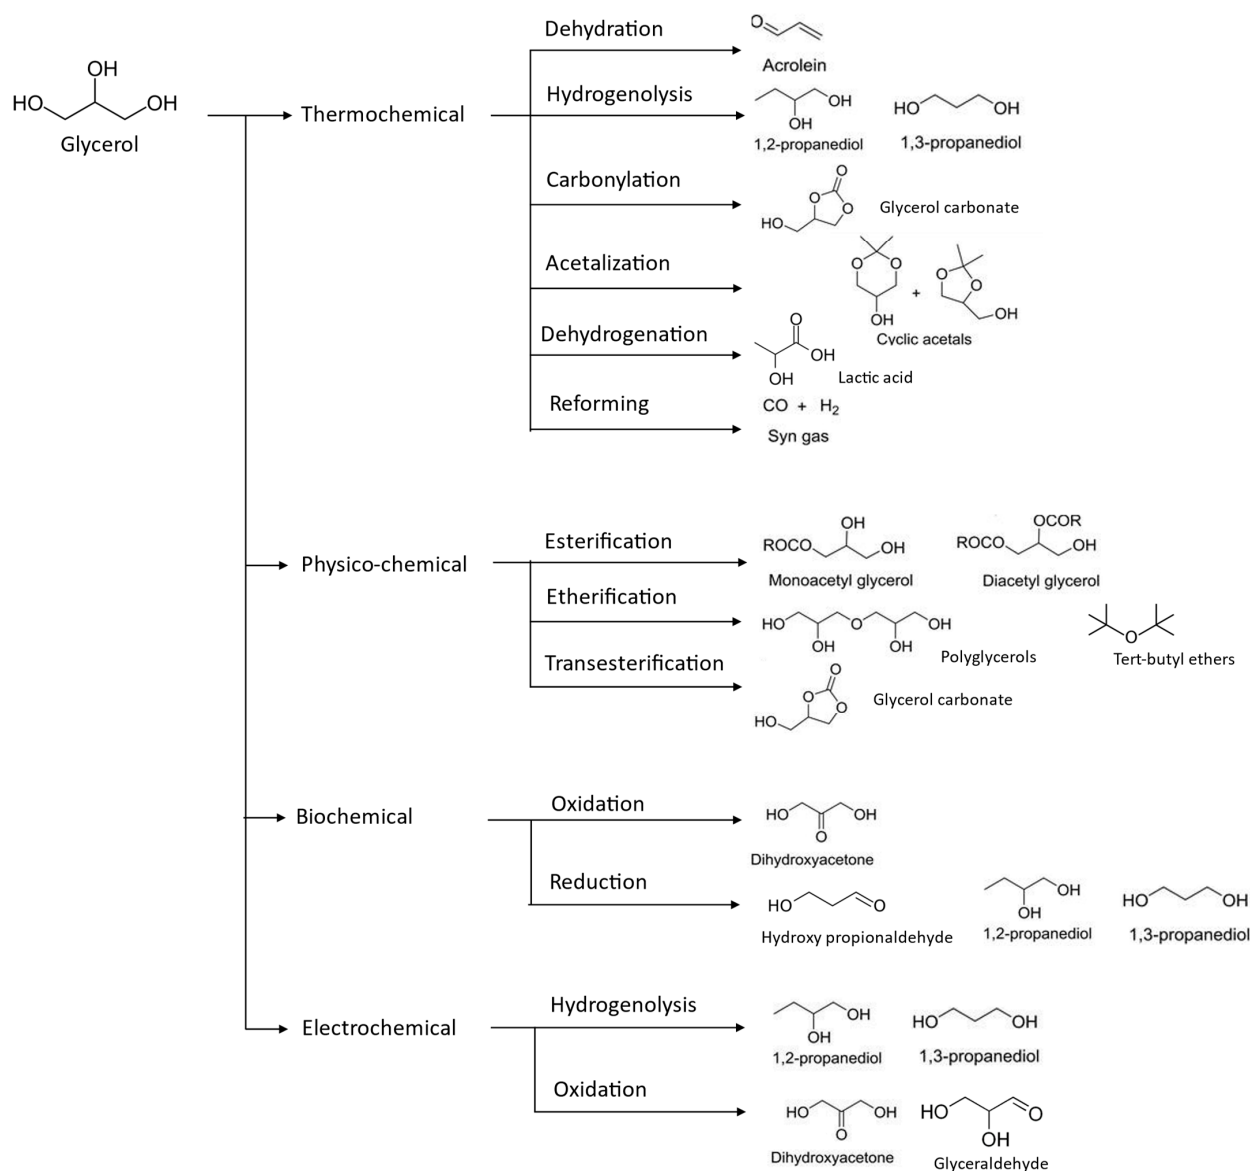 OH
HO
OH
Glycerol
Thermochemical
Dehydration
O
Acrolein
Hydrogenolysis
OH
OH
1,2-propanediol
HO
OH
1,3-propanediol
Carbonylation
O
O
O
HO
Glycerol carbonate
Acetalization
O
O
OH
+
O
O
OH
Cyclic acetals
Dehydrogenation
O
OH
OH
Lactic acid
Reforming
CO + H2
Syn gas
Physico-chemical
Esterification
OH
ROCO
OH
Monoacetyl glycerol
OCOR
ROCO
OH
Diacetyl glycerol
Etherification
HO
O
OH
OH
OH
Polyglycerols
O
Tert-butyl ethers
Transesterification
O
O
O
HO
Glycerol carbonate
Biochemical
Oxidation
HO
OH
O
Dihydroxyacetone
Reduction
HO
O
Hydroxy propionaldehyde
OH
OH
1,2-propanediol
HO
OH
1,3-propanediol
Electrochemical
Hydrogenolysis
OH
OH
1,2-propanediol
HO
OH
1,3-propanediol
Oxidation
HO
OH
O
Dihydroxyacetone
HO
O
OH
Glyceraldehyde